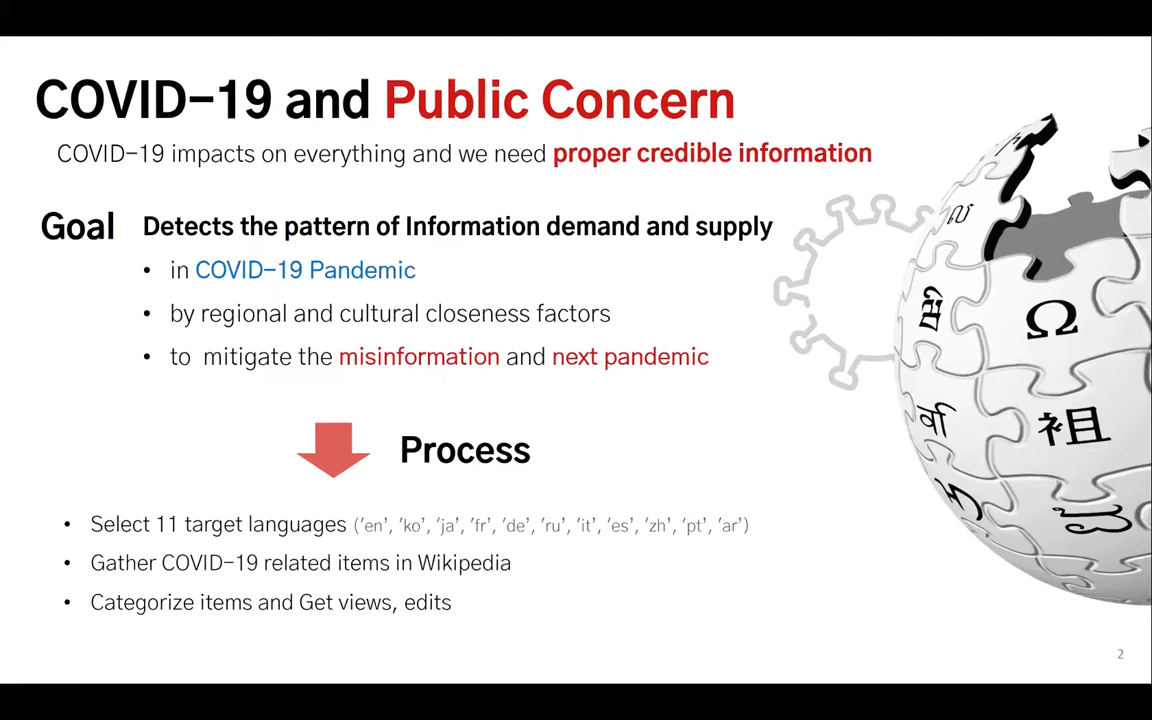 COVID-19 and Public Concern
COVID-19 impacts on everything and we need proper credible information
Goal Detects the pattern of Information demand and supply
• in COVID-19 Pandemic
• by regional and cultural closeness factors
• to mitigate the misinformation and next pandemic
Process
• Select 11 target languages ('en', 'ko', 'ja', 'fr', 'de', 'ru', 'it', 'es', 'zh', 'pt', 'ar')
• Gather COVID-19 related items in Wikipedia
• Categorize items and Get views, edits
Ω
र्वा
祖
2